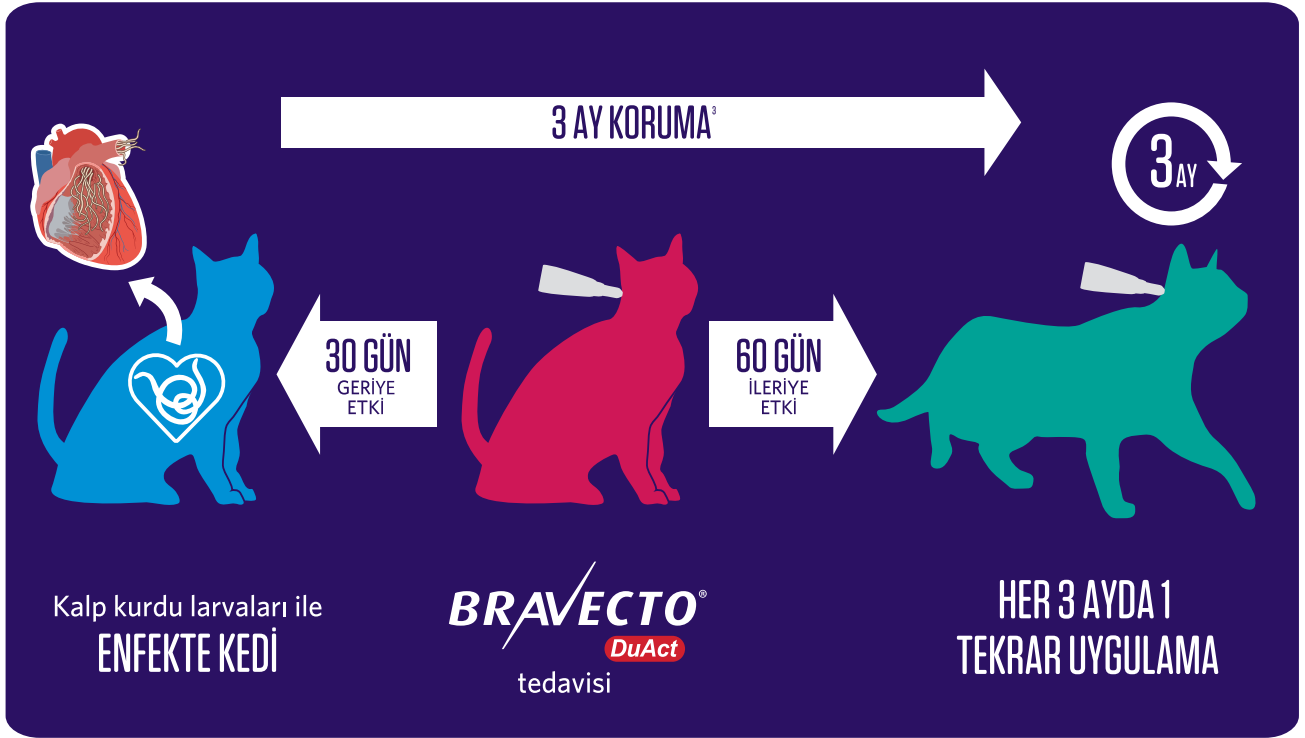 3 AY KORUMA³
3 AY
30 GÜN
GERİYE
ETKİ
60 GÜN
İLERİYE
ETKİ
Kalp kurdu larvaları ile
ENFEKTE KEDİ
BRAVECTO®
DuAct
tedavisi
HER 3 AYDA 1
TEKRAR UYGULAMA